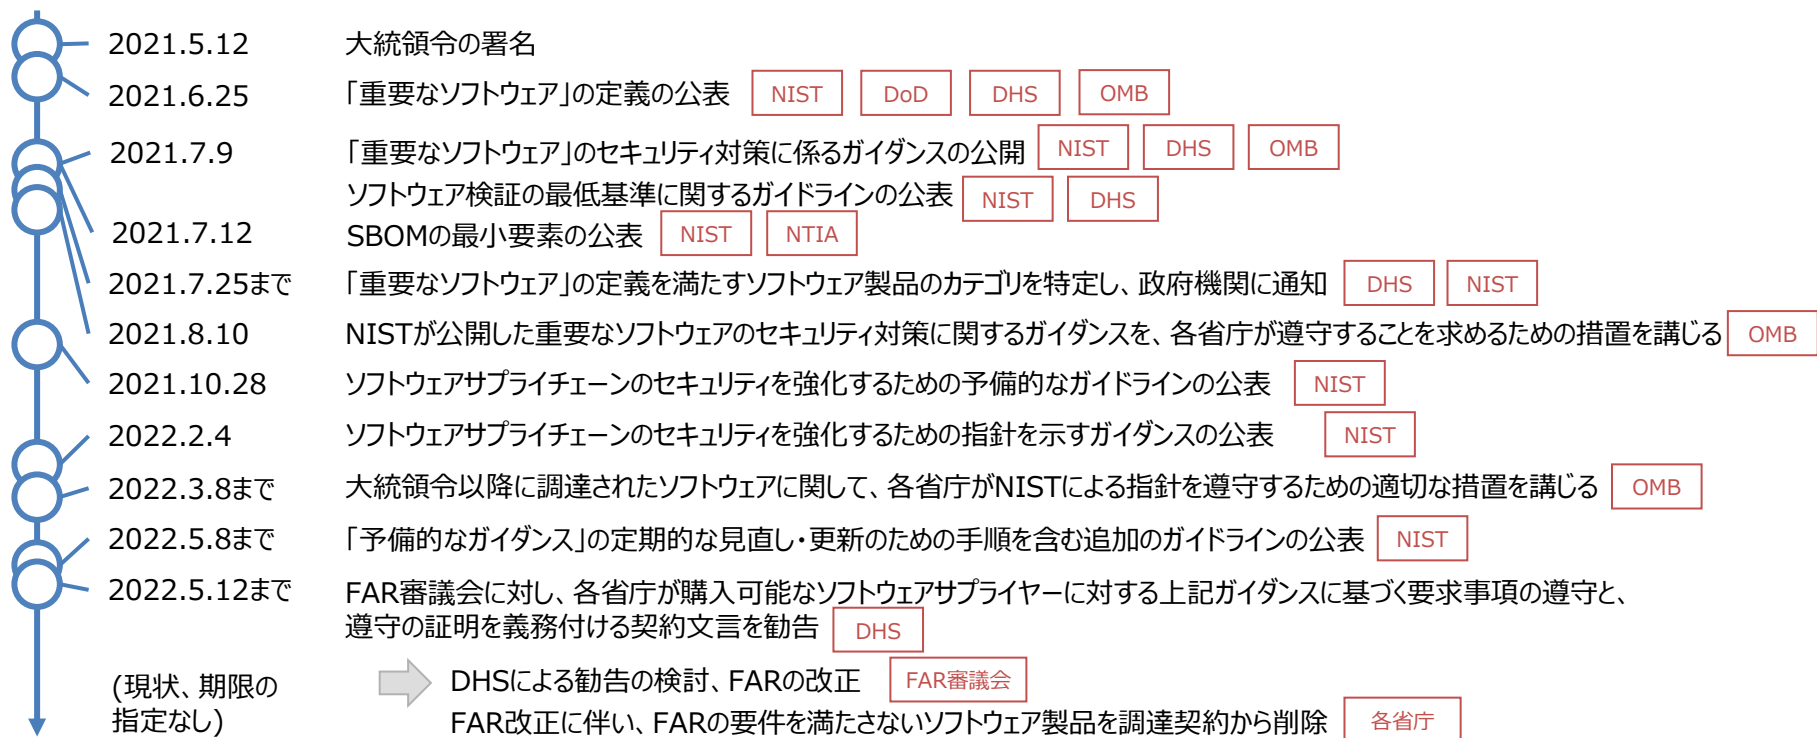 2021.5.12 大統領令の署名
2021.6.25 「重要なソフトウェア」の定義の公表 NIST DoD DHS OMB
2021.7.9 「重要なソフトウェア」のセキュリティ対策に係るガイダンスの公開 NIST DHS OMB
ソフトウェア検証の最低基準に関するガイドラインの公表 NIST DHS
2021.7.12 SBOMの最小要素の公表 NIST NTIA
2021.7.25まで 「重要なソフトウェア」の定義を満たすソフトウェア製品のカテゴリを特定し、政府機関に通知 DHS NIST
2021.8.10 NISTが公開した重要なソフトウェアのセキュリティ対策に関するガイダンスを、各省庁が遵守することを求めるための措置を講じる OMB
2021.10.28 ソフトウェアサプライチェーンのセキュリティを強化するための予備的なガイドラインの公表 NIST
2022.2.4 ソフトウェアサプライチェーンのセキュリティを強化するための指針を示すガイダンスの公表 NIST
2022.3.8まで 大統領令以降に調達されたソフトウェアに関して、各省庁がNISTによる指針を遵守するための適切な措置を講じる OMB
2022.5.8まで 「予備的なガイダンス」の定期的な見直し・更新のための手順を含む追加のガイドラインの公表 NIST
2022.5.12まで FAR審議会に対し、各省庁が購入可能なソフトウェアサプライヤーに対する上記ガイダンスに基づく要求事項の遵守と、
遵守の証明を義務付ける契約文言を勧告 DHS
(現状、期限の
指定なし)
DHSによる勧告の検討、FARの改正 FAR審議会
FAR改正に伴い、FARの要件を満たさないソフトウェア製品を調達契約から削除 各省庁